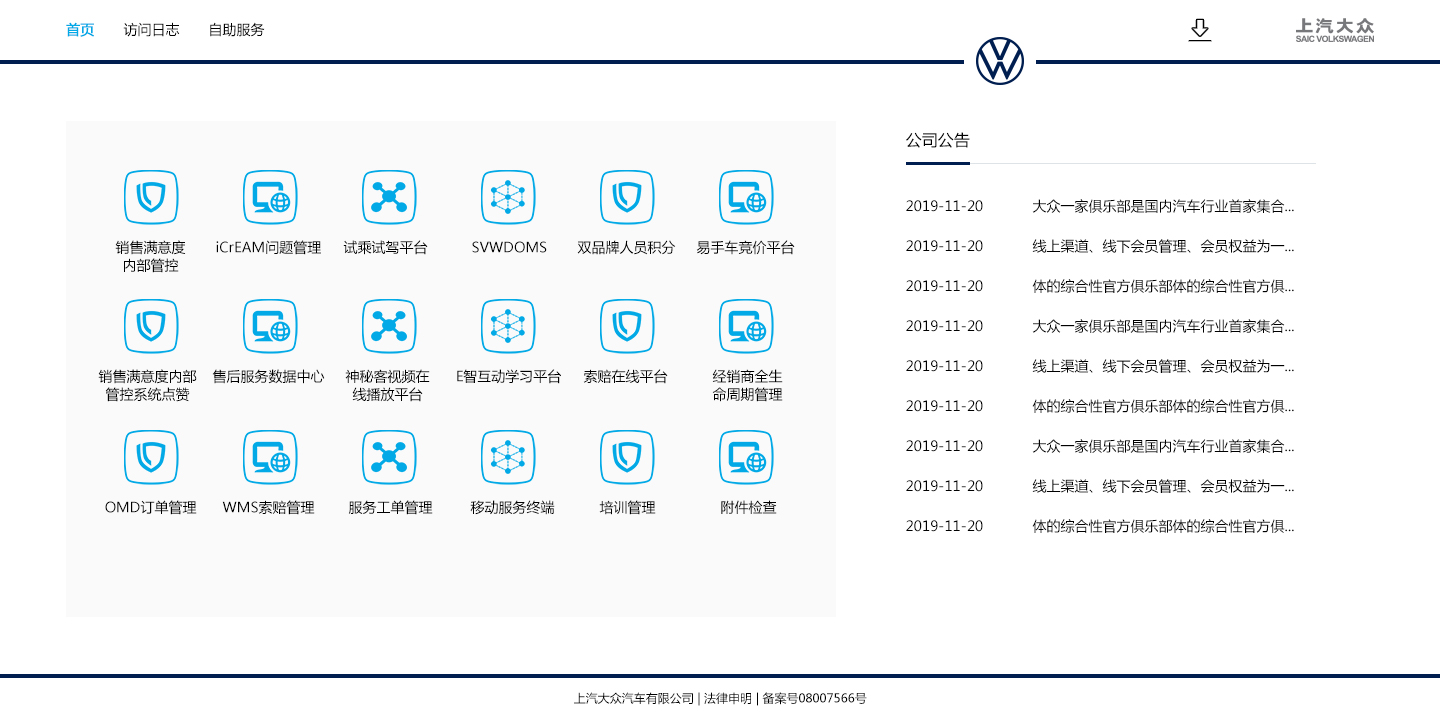 首页 访问日志 自助服务
上汽大众
SAIC VOLKSWAGEN
公司公告
销售满意度
内部管控
iCrEAM问题管理
试乘试驾平台
SVWDOMS
双品牌人员积分
易手车竞价平台
销售满意度内部
管控系统点赞
售后服务数据中心
神秘客视频在
线播放平台
E智互动学习平台
索赔在线平台
经销商全生
命周期管理
OMD订单管理
WMS索赔管理
服务工单管理
移动服务终端
培训管理
附件检查
2019-11-20 大众一家俱乐部是国内汽车行业首家集合...
2019-11-20 线上渠道、线下会员管理、会员权益为一...
2019-11-20 体的综合性官方俱乐部体的综合性官方俱...
2019-11-20 大众一家俱乐部是国内汽车行业首家集合...
2019-11-20 线上渠道、线下会员管理、会员权益为一...
2019-11-20 体的综合性官方俱乐部体的综合性官方俱...
2019-11-20 大众一家俱乐部是国内汽车行业首家集合...
2019-11-20 线上渠道、线下会员管理、会员权益为一...
2019-11-20 体的综合性官方俱乐部体的综合性官方俱...
上汽大众汽车有限公司 | 法律申明 | 备案号08007566号